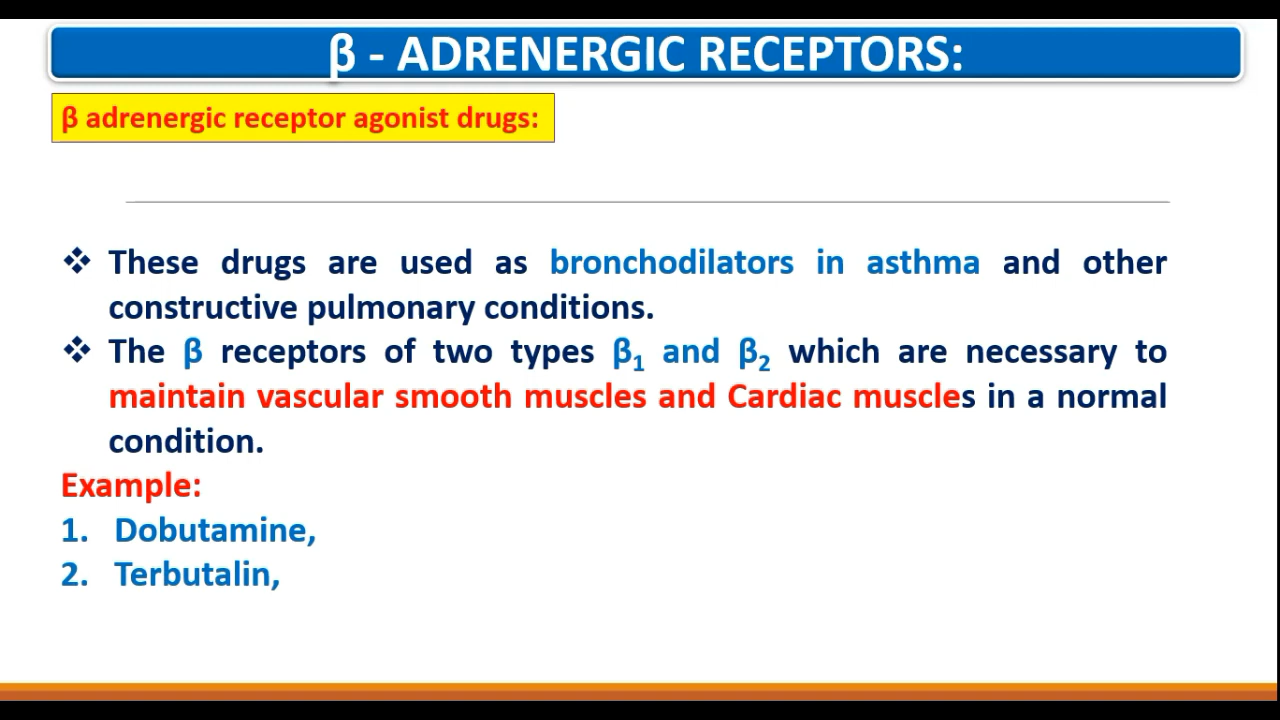 β - ADRENERGIC RECEPTORS:
β adrenergic receptor agonist drugs:
❖ These drugs are used as bronchodilators in asthma and other
constructive pulmonary conditions.
❖ The β receptors of two types β₁ and β₂ which are necessary to
maintain vascular smooth muscles and Cardiac muscles in a normal
condition.
Example:
1. Dobutamine,
2. Terbutalin,